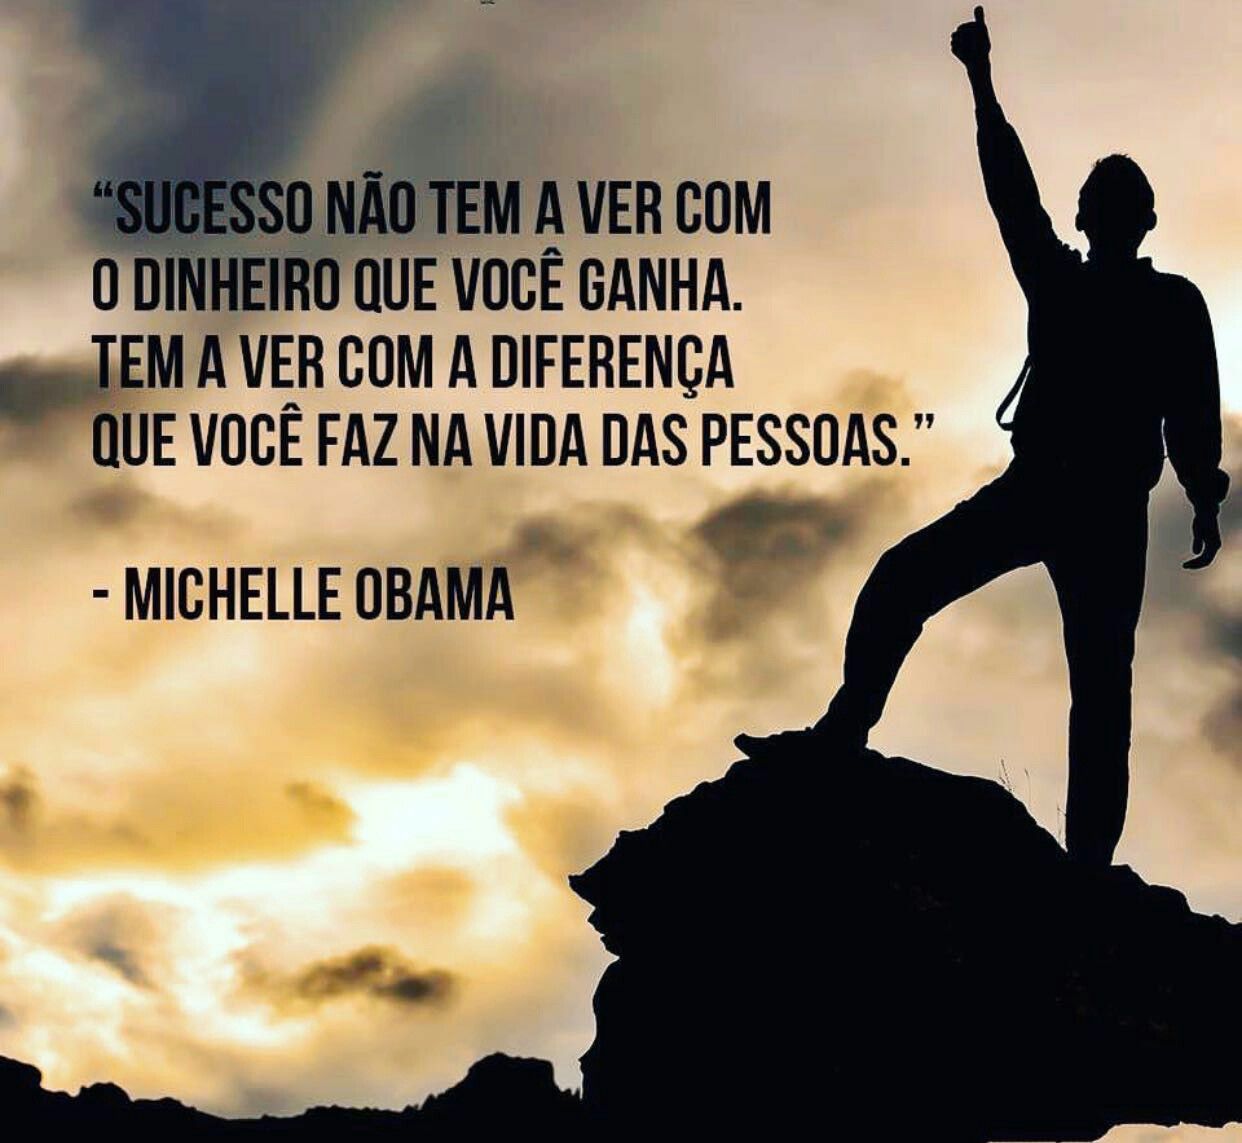 “SUCESSO NÃO TEM A VER COM
O DINHEIRO QUE VOCÊ GANHA.
TEM A VER COM A DIFERENÇA
QUE VOCÊ FAZ NA VIDA DAS PESSOAS.”
- MICHELLE OBAMA